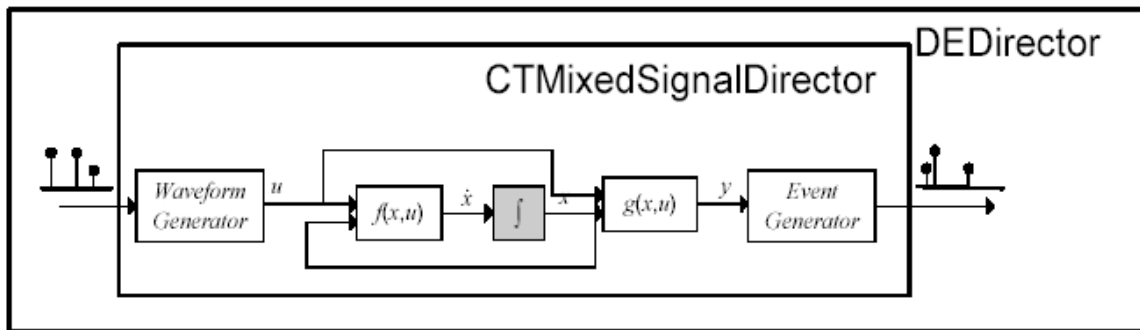 DEDirector
CTMixedSignalDirector
Waveform
Generator
u
f(x,u)
ẋ
∫
x
g(x,u)
y
Event
Generator